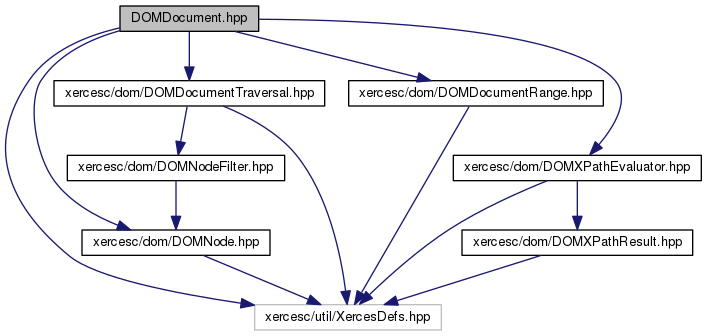 DOMDocument.hpp
xercesc/dom/DOMDocumentTraversal.hpp
xercesc/dom/DOMDocumentRange.hpp
xercesc/dom/DOMNodeFilter.hpp
xercesc/dom/DOMXPathEvaluator.hpp
xercesc/dom/DOMNode.hpp
xercesc/dom/DOMXPathResult.hpp
xercesc/util/XercesDefs.hpp